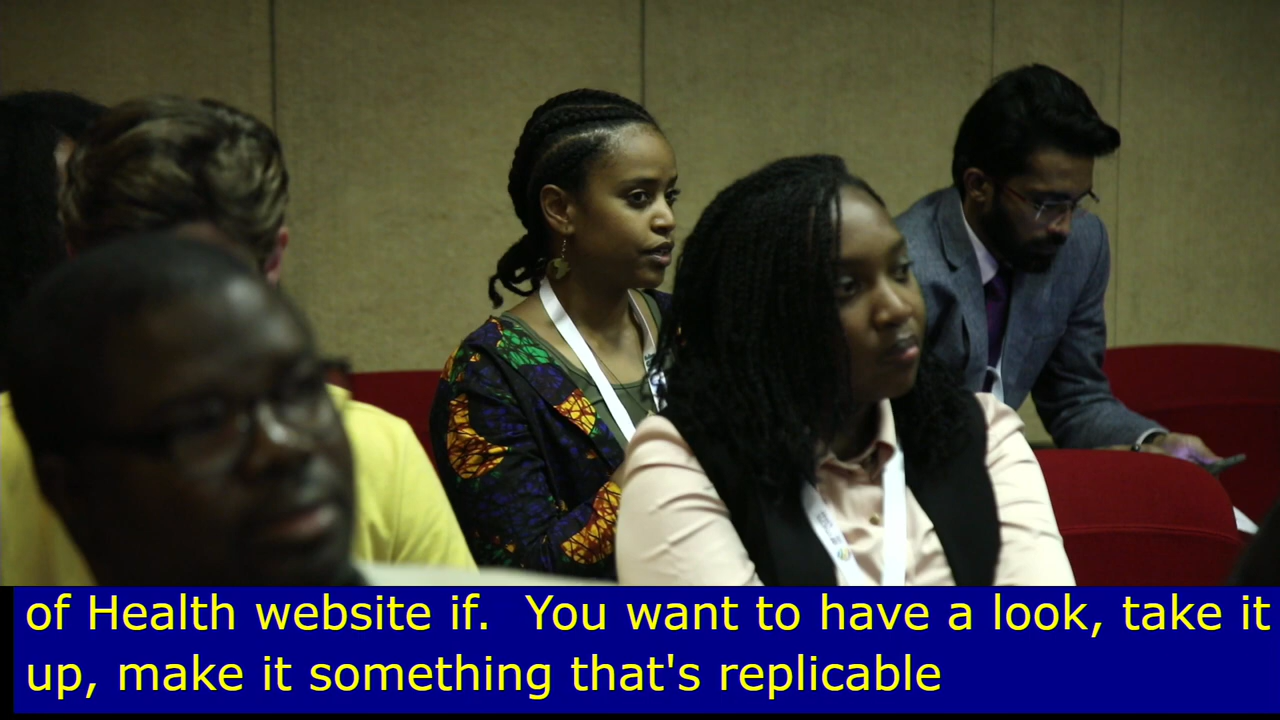 of Health website if.  You want to have a look, take it
up, make it something that's replicable